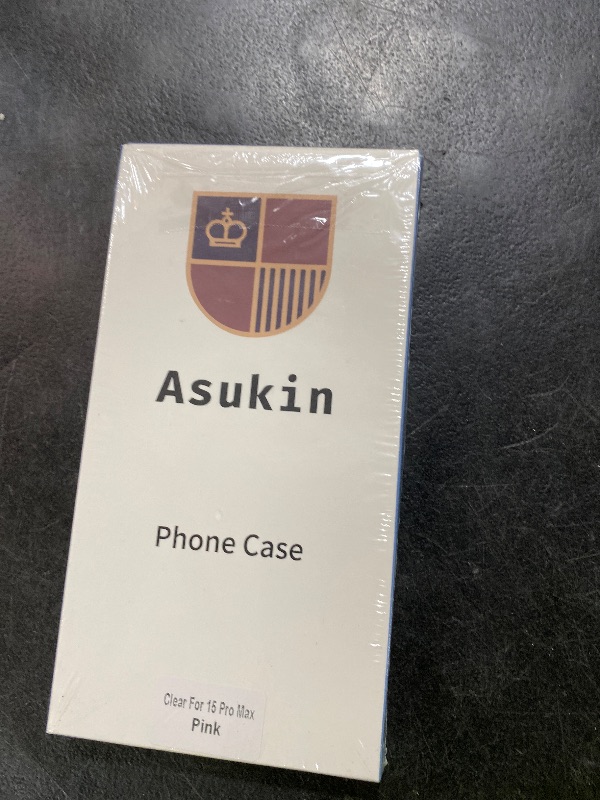 Asukin
Phone Case
Clear For 15 Pro Max
Pink